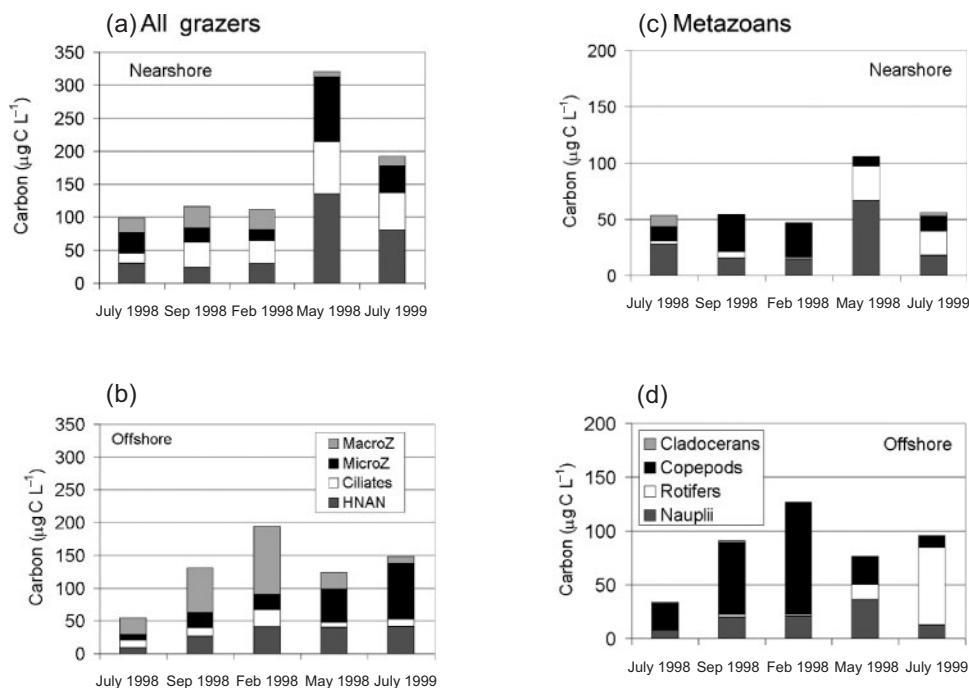 (a) All grazers
Nearshore
Carbon (µg C L⁻¹)
350
300
250
200
150
100
50
0
July 1998 Sep 1998 Feb 1998 May 1998 July 1999
(c) Metazoans
Nearshore
Carbon (µg C L⁻¹)
200
150
100
50
0
July 1998 Sep 1998 Feb 1998 May 1998 July 1999
(b)
Offshore
Carbon (µg C L⁻¹)
350
300
250
200
150
100
50
0
MacroZ
MicroZ
Ciliates
HNAN
July 1998 Sep 1998 Feb 1998 May 1998 July 1999
(d)
Offshore
Carbon (µg C L⁻¹)
200
150
100
50
0
Cladocerans
Copepods
Rotifers
Nauplii
July 1998 Sep 1998 Feb 1998 May 1998 July 1999